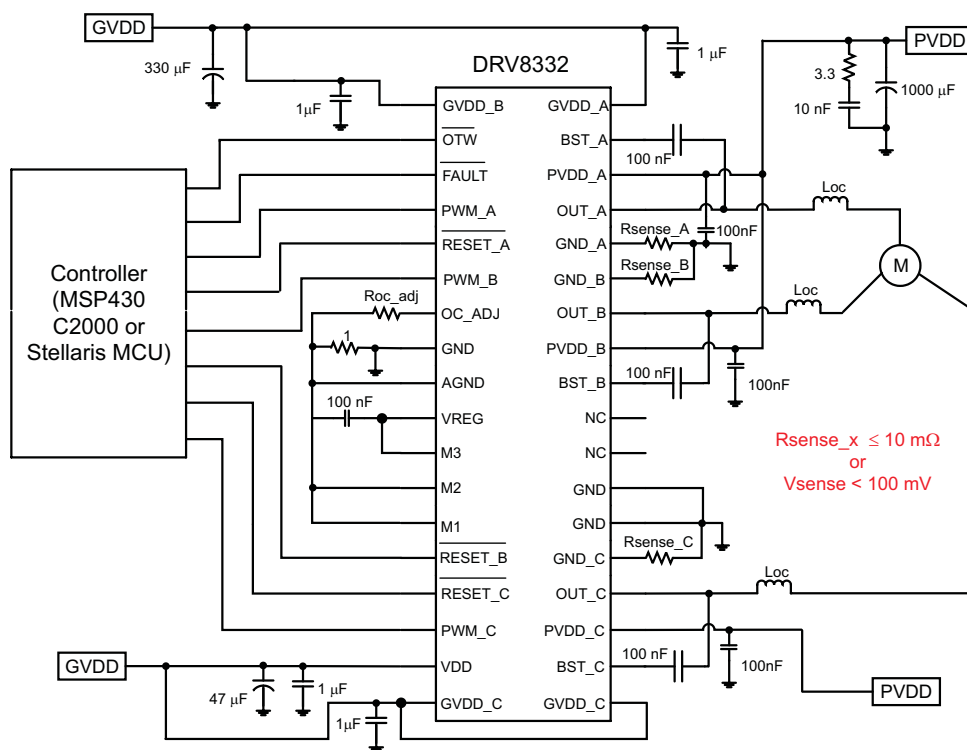 GVDD
330 μF
1μF
DRV8332
1 μF
PVDD
3.3
10 nF
1000 μF
Controller
(MSP430
C2000 or
Stellaris MCU)
GVDD_B
OTW
FAULT
PWM_A
RESET_A
PWM_B
OC_ADJ
GND
AGND
VREG
M3
M2
M1
RESET_B
RESET_C
PWM_C
VDD
GVDD_C
Roc_adj
1
100 nF
GVDD_A
BST_A
PVDD_A
OUT_A
GND_A
GND_B
OUT_B
PVDD_B
BST_B
NC
NC
GND
GND
GND_C
OUT_C
PVDD_C
BST_C
GVDD_C
100 nF
Loc
Rsense_A
100nF
Rsense_B
M
Loc
100 nF
100nF
Rsense_x ≤ 10 mΩ
or
Vsense < 100 mV
Rsense_C
Loc
100 nF
100nF
PVDD
GVDD
47 μF
1 μF
1μF